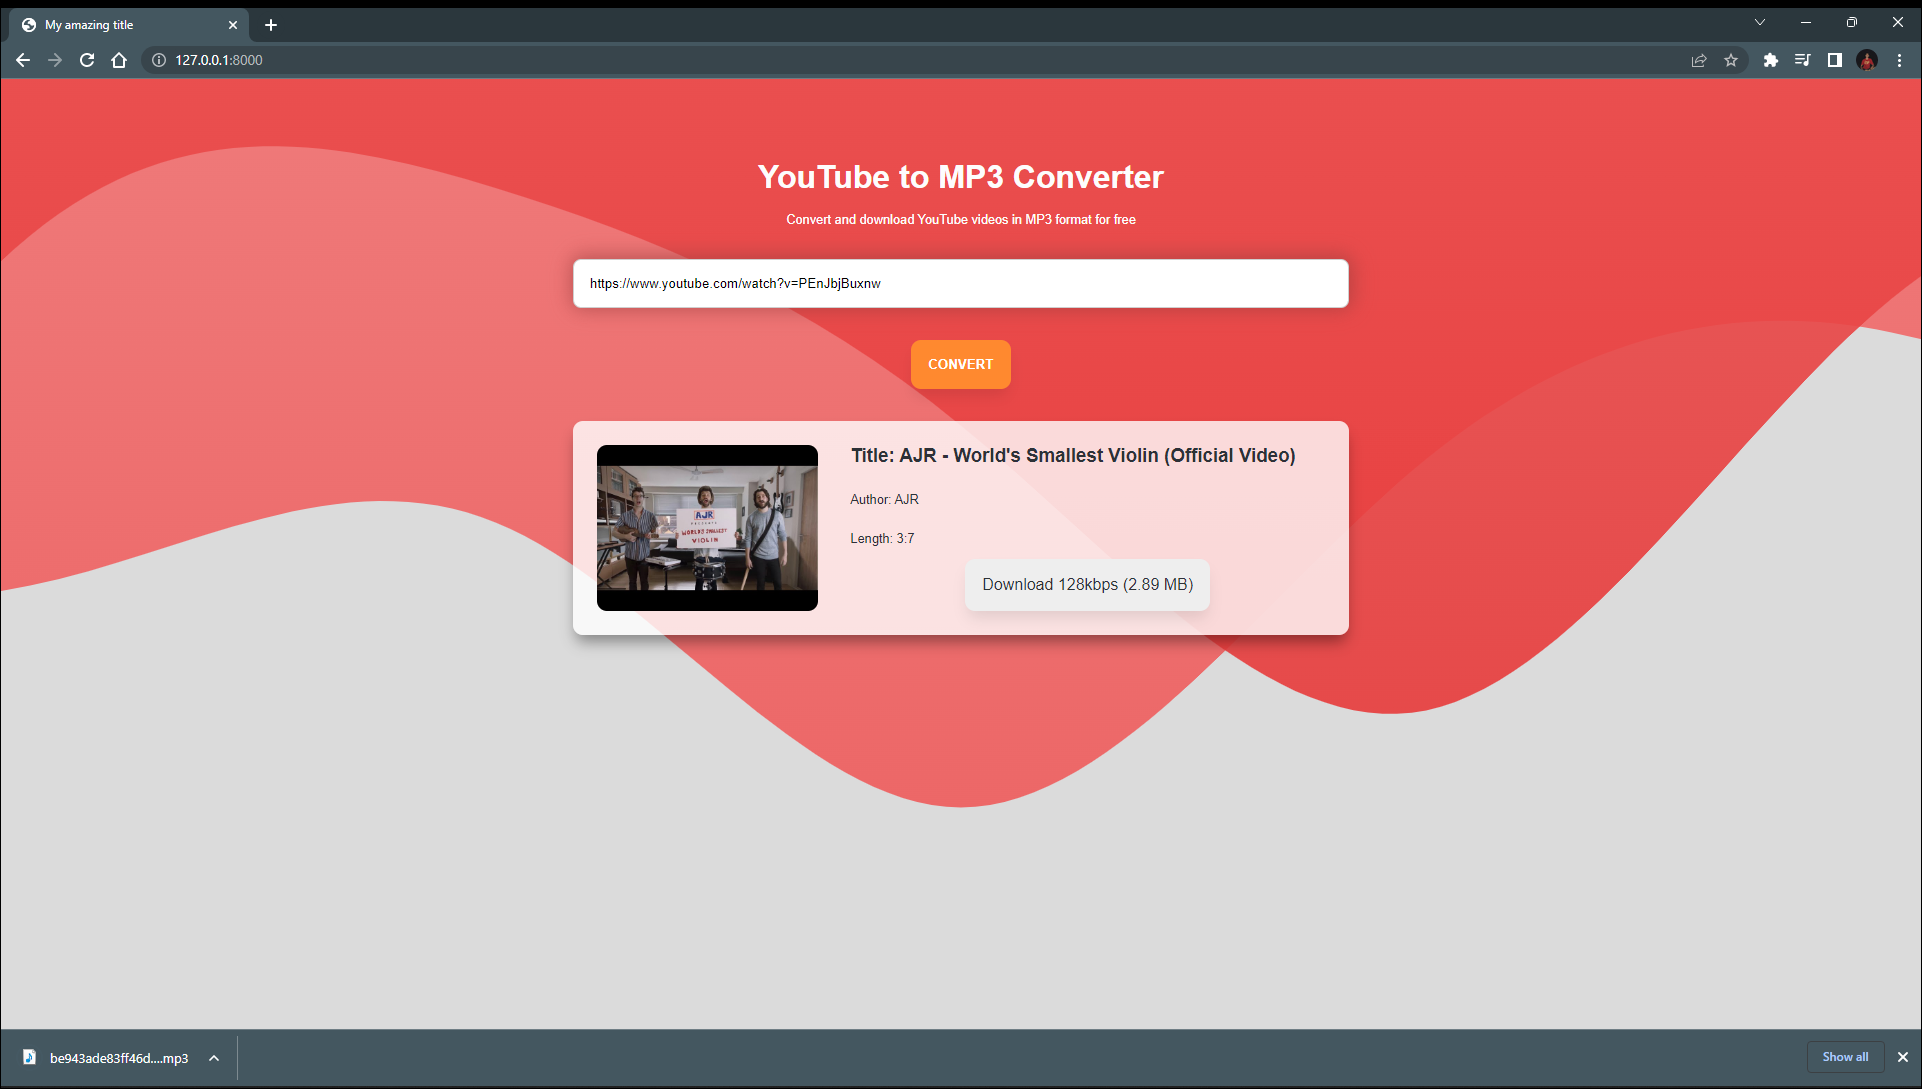 My amazing title
127.0.0.1:8000
YouTube to MP3 Converter
Convert and download YouTube videos in MP3 format for free
https://www.youtube.com/watch?v=PEnJbjBuxnw
CONVERT
AJR
PRESENTS
WORLD'S SMALLEST
VIOLIN
Title: AJR - World's Smallest Violin (Official Video)
Author: AJR
Length: 3:7
Download 128kbps (2.89 MB)
be943ade83ff46d....mp3
Show all